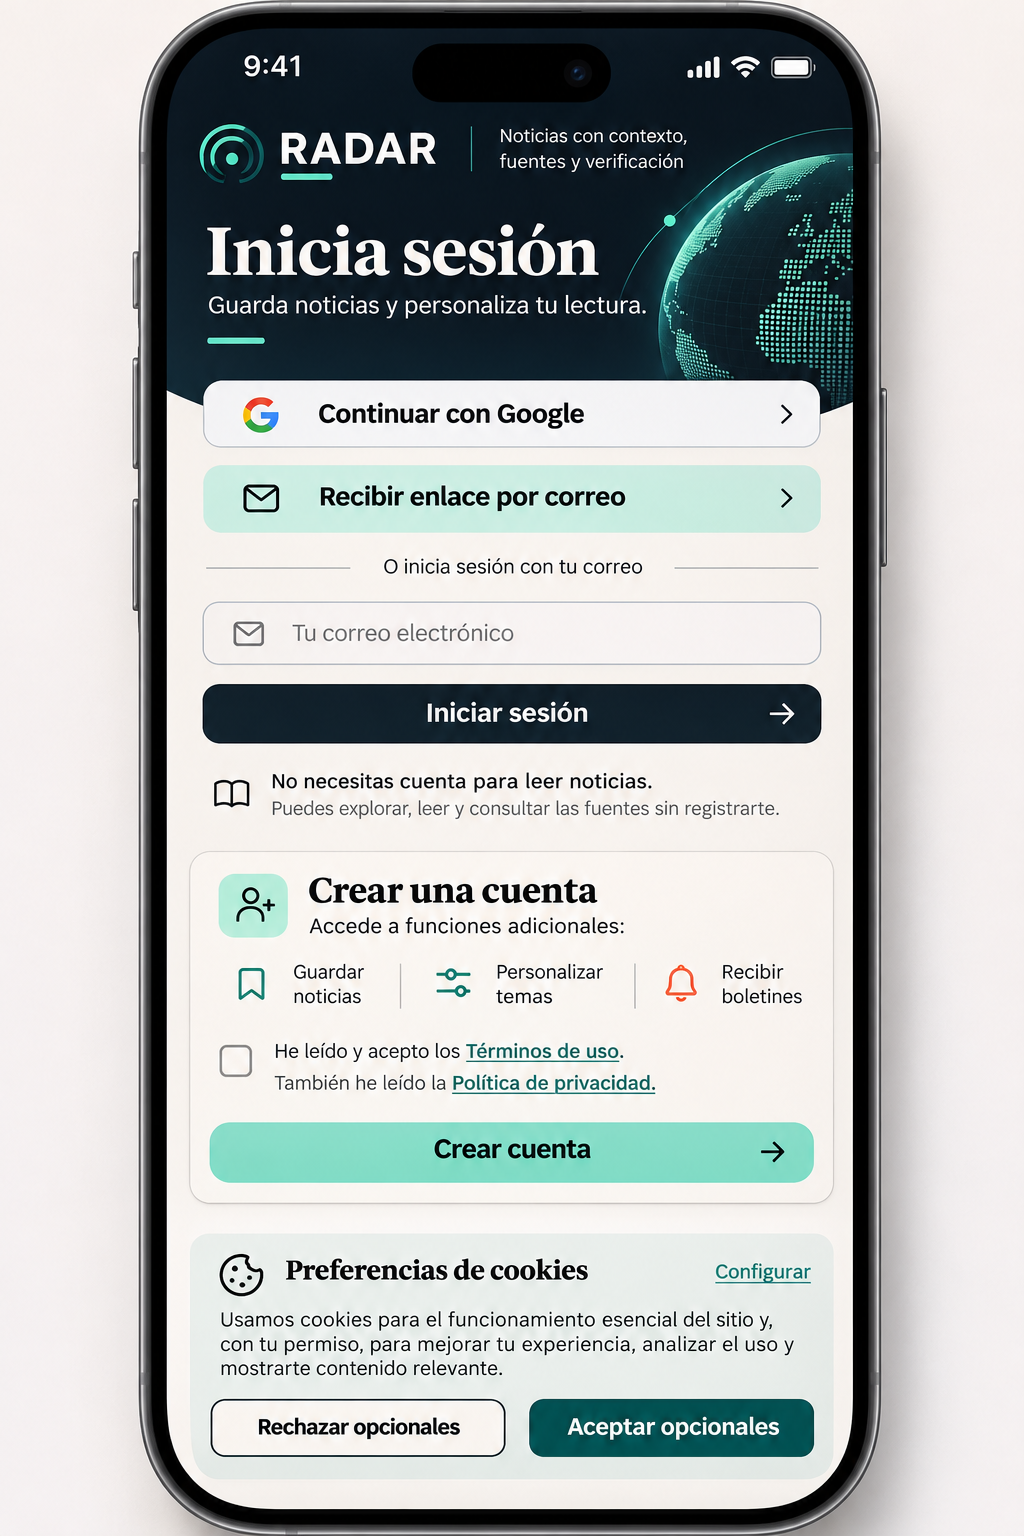 9:41
RADAR
Noticias con contexto,
fuentes y verificación
Inicia sesión
Guarda noticias y personaliza tu lectura.
Continuar con Google
Recibir enlace por correo
O inicia sesión con tu correo
Tu correo electrónico
Iniciar sesión
No necesitas cuenta para leer noticias.
Puedes explorar, leer y consultar las fuentes sin registrarte.
Crear una cuenta
Accede a funciones adicionales:
Guardar
noticias
Personalizar
temas
Recibir
boletines
He leído y acepto los Términos de uso.
También he leído la Política de privacidad.
Crear cuenta
Preferencias de cookies
Configurar
Usamos cookies para el funcionamiento esencial del sitio y,
con tu permiso, para mejorar tu experiencia, analizar el uso y
mostrarte contenido relevante.
Rechazar opcionales
Aceptar opcionales